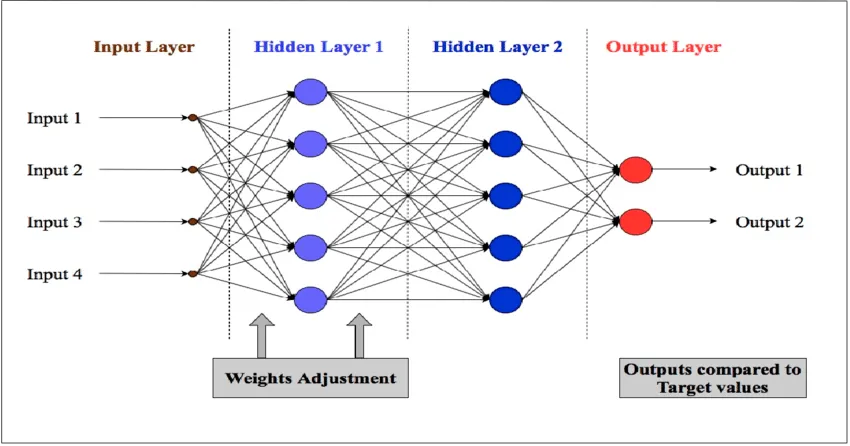 Input Layer
Hidden Layer 1
Hidden Layer 2
Output Layer
Input 1
Input 2
Input 3
Input 4
Output 1
Output 2
Weights Adjustment
Outputs compared to
Target values